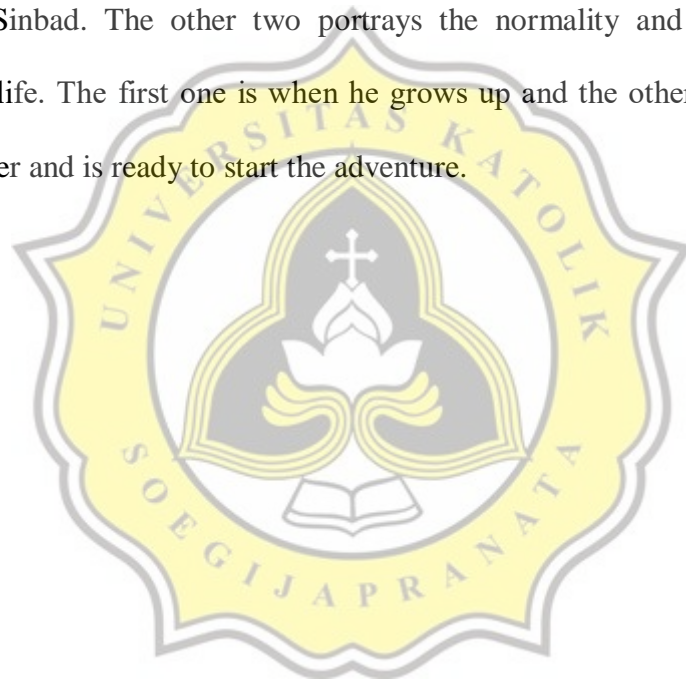 Sinbad. The other two portrays the normality and
life. The first one is when he grows up and the other
er and is ready to start the adventure.
UNIVERSITAS KATOLIK
SOEGIJAPRANATA